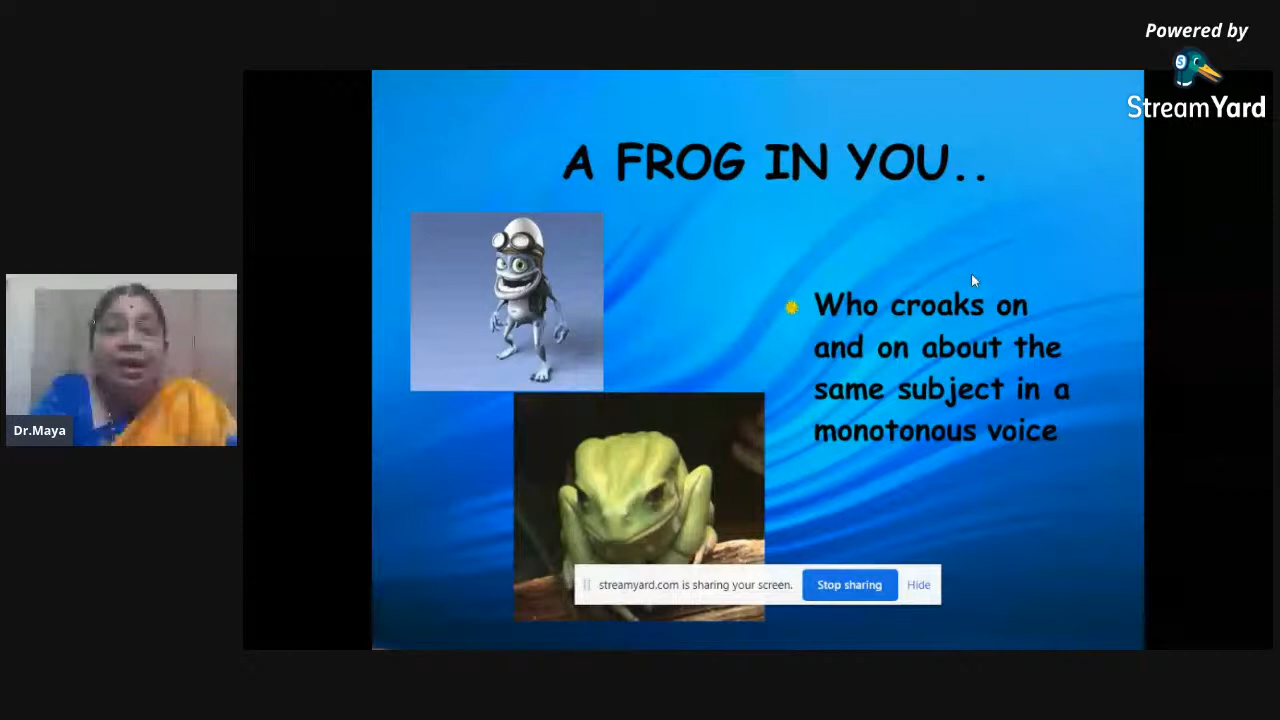 Powered by
StreamYard
A FROG IN YOU..
Who croaks on
and on about the
same subject in a
monotonous voice
Dr.Maya
streamyard.com is sharing your screen.
Stop sharing
Hide